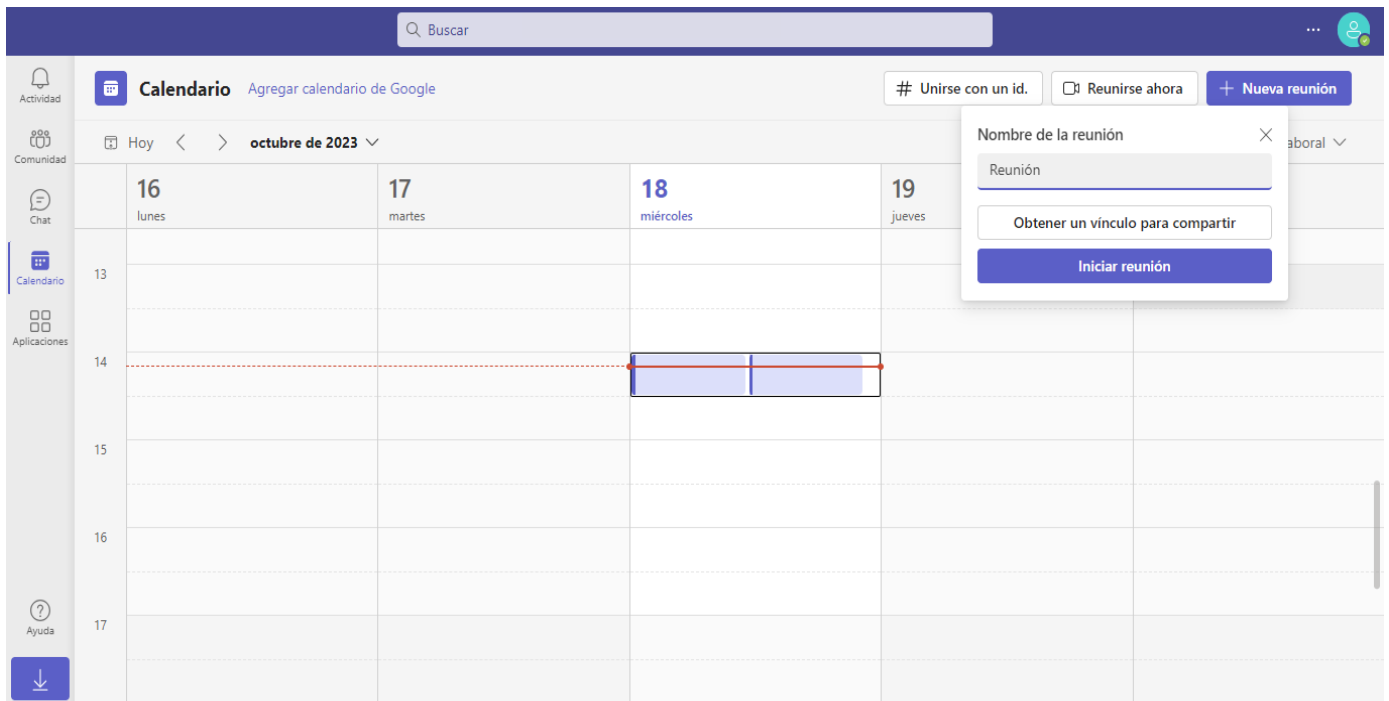 Buscar
Actividad
Comunidad
Chat
Calendario
Aplicaciones
Ayuda
Calendario Agregar calendario de Google
# Unirse con un id. Reunirse ahora + Nueva reunión
Hoy octubre de 2023
aboral
Nombre de la reunión
Reunión
Obtener un vínculo para compartir
Iniciar reunión
16 17 18 19
lunes martes miércoles jueves
13
14
15
16
17